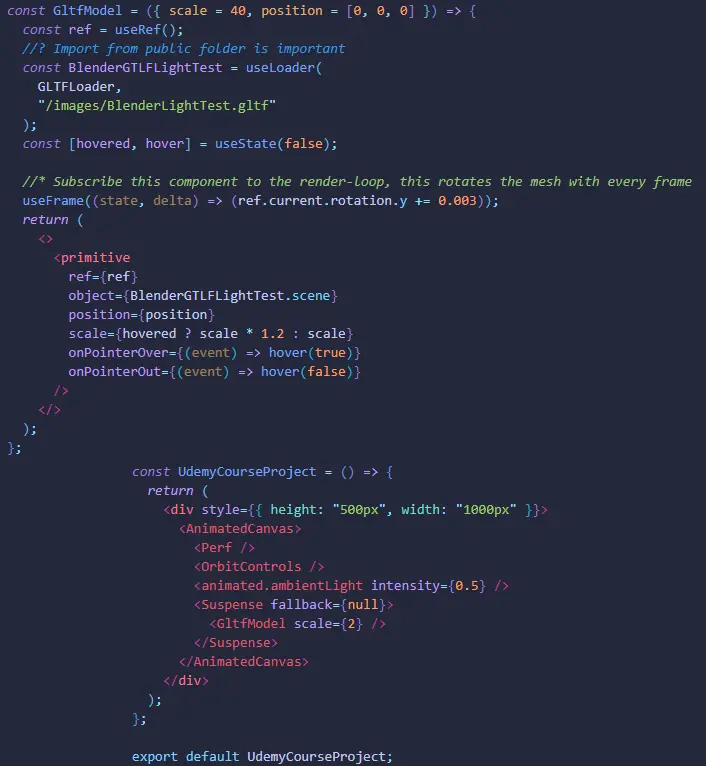 const GltfModel = ({ scale = 40, position = [0, 0, 0] }) => {
const ref = useRef();
//? Import from public folder is important
const BlenderGTLFLightTest = useLoader(
GLTFLoader,
"/images/BlenderLightTest.gltf"
);
const [hovered, hover] = useState(false);
//* Subscribe this component to the render-loop, this rotates the mesh with every frame
useFrame((state, delta) => (ref.current.rotation.y += 0.003));
return (
<>
<primitive
ref={ref}
object={BlenderGTLFLightTest.scene}
position={position}
scale={hovered ? scale * 1.2 : scale}
onPointerOver={(event) => hover(true)}
onPointerOut={(event) => hover(false)}
/>
</>
);
};
const UdemyCourseProject = () => {
return (
<div style={{ height: "500px", width: "1000px" }}>
<AnimatedCanvas>
<Perf />
<OrbitControls />
<animated.ambientLight intensity={0.5} />
<Suspense fallback={null}>
<GltfModel scale={2} />
</Suspense>
</AnimatedCanvas>
</div>
);
};
export default UdemyCourseProject;